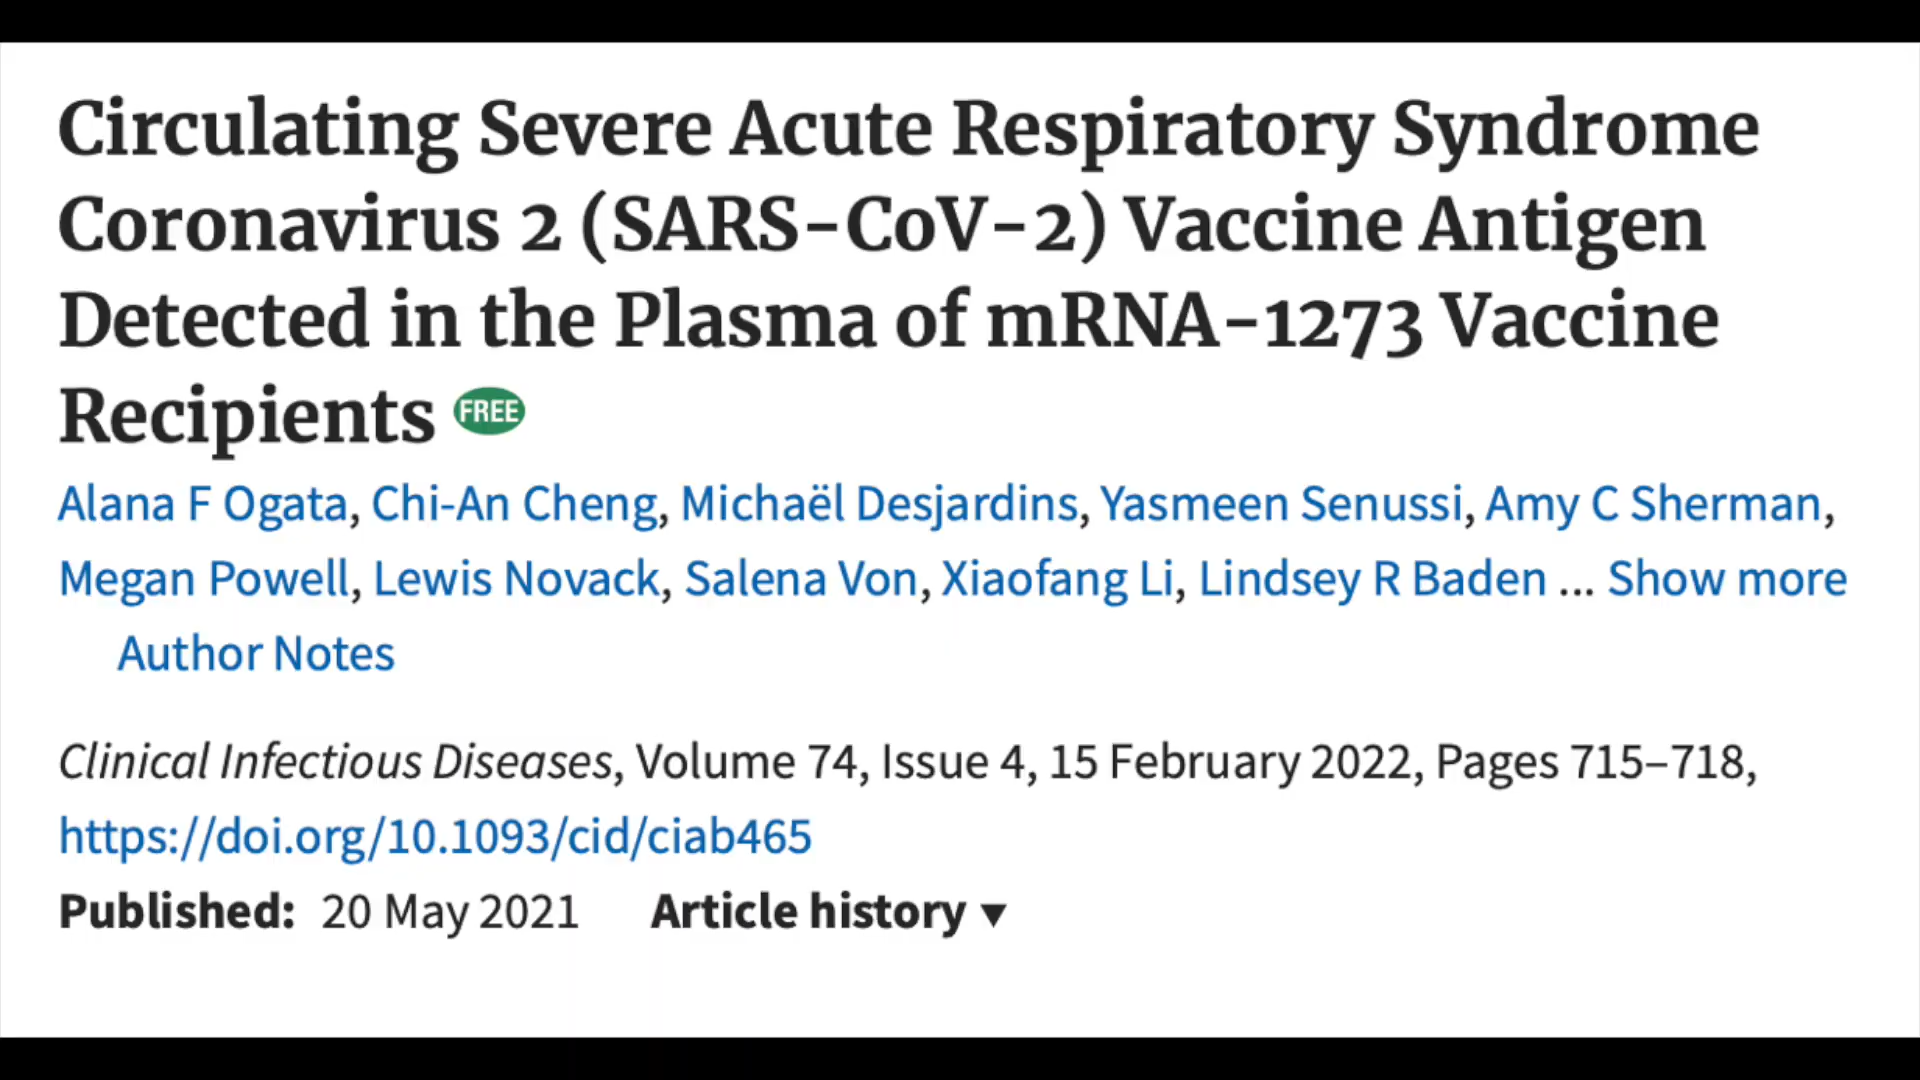 Circulating Severe Acute Respiratory Syndrome
Coronavirus 2 (SARS-CoV-2) Vaccine Antigen
Detected in the Plasma of mRNA-1273 Vaccine
Recipients FREE
Alana F Ogata, Chi-An Cheng, Michaël Desjardins, Yasmeen Senussi, Amy C Sherman,
Megan Powell, Lewis Novack, Salena Von, Xiaofang Li, Lindsey R Baden ... Show more
Author Notes
Clinical Infectious Diseases, Volume 74, Issue 4, 15 February 2022, Pages 715–718,
https://doi.org/10.1093/cid/ciab465
Published: 20 May 2021 Article history ▼